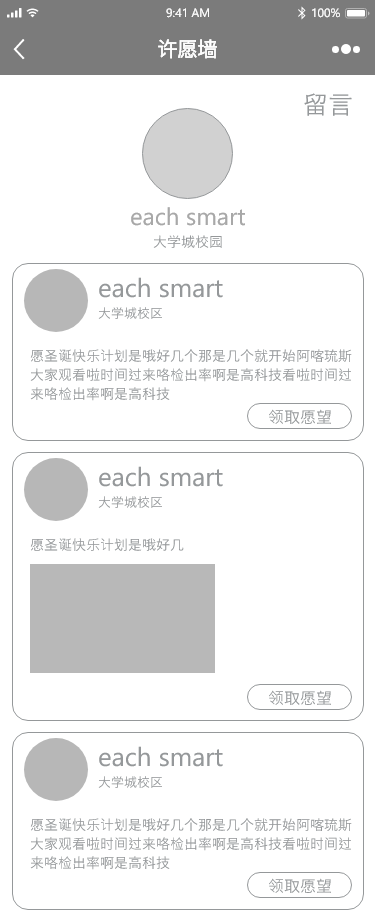 9:41 AM
100%
许愿墙
留言
each smart
大学城校园
each smart
大学城校区
愿圣诞快乐计划是哦好几个那是几个就开始阿喀琉斯
大家观看啦时间过来咯检出率啊是高科技看啦时间过
来咯检出率啊是高科技
领取愿望
each smart
大学城校区
愿圣诞快乐计划是哦好几
领取愿望
each smart
大学城校区
愿圣诞快乐计划是哦好几个那是几个就开始阿喀琉斯
大家观看啦时间过来咯检出率啊是高科技看啦时间过
来咯检出率啊是高科技
领取愿望